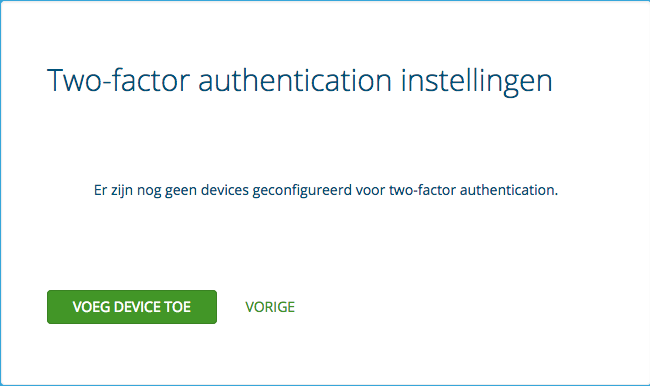 Two-factor authentication instellingen
Er zijn nog geen devices geconfigureerd voor two-factor authentication.
VOEG DEVICE TOE
VORIGE